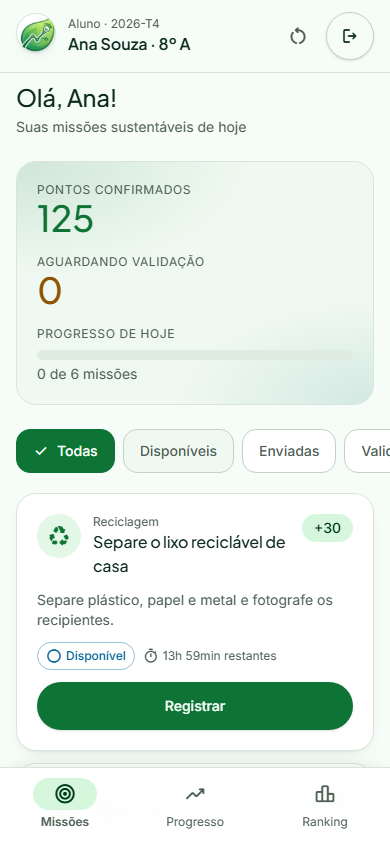 Aluno · 2026-T4
Ana Souza · 8º A
Olá, Ana!
Suas missões sustentáveis de hoje
PONTOS CONFIRMADOS
125
AGUARDANDO VALIDAÇÃO
0
PROGRESSO DE HOJE
0 de 6 missões
Todas
Disponíveis
Enviadas
Valid
Reciclagem
+30
Separe o lixo reciclável de
casa
Separe plástico, papel e metal e fotografe os
recipientes.
Disponível
13h 59min restantes
Registrar
Missões
Progresso
Ranking